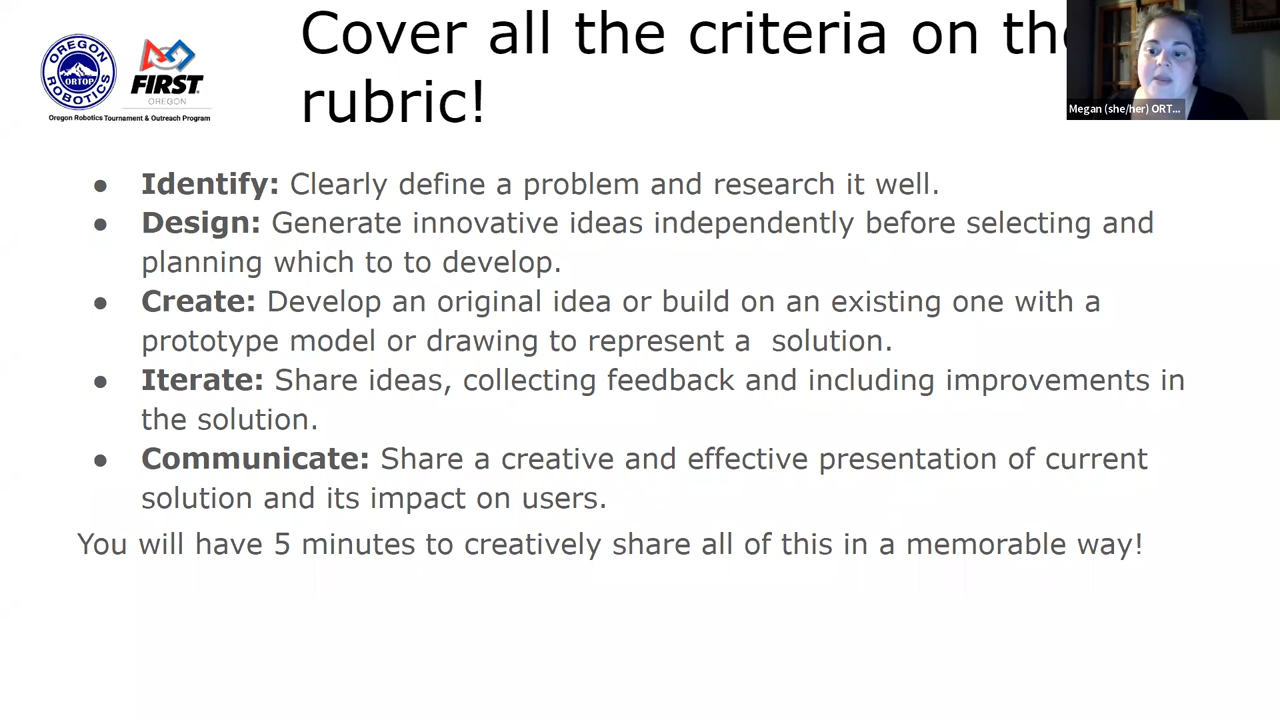 Cover all the criteria on the
rubric!
OREGON ROBOTICS
ORTOP
FIRST
OREGON
Oregon Robotics Tournament & Outreach Program
Megan (she/her) ORT...
● Identify: Clearly define a problem and research it well.
● Design: Generate innovative ideas independently before selecting and
planning which to to develop.
● Create: Develop an original idea or build on an existing one with a
prototype model or drawing to represent a  solution.
● Iterate: Share ideas, collecting feedback and including improvements in
the solution.
● Communicate: Share a creative and effective presentation of current
solution and its impact on users.
You will have 5 minutes to creatively share all of this in a memorable way!